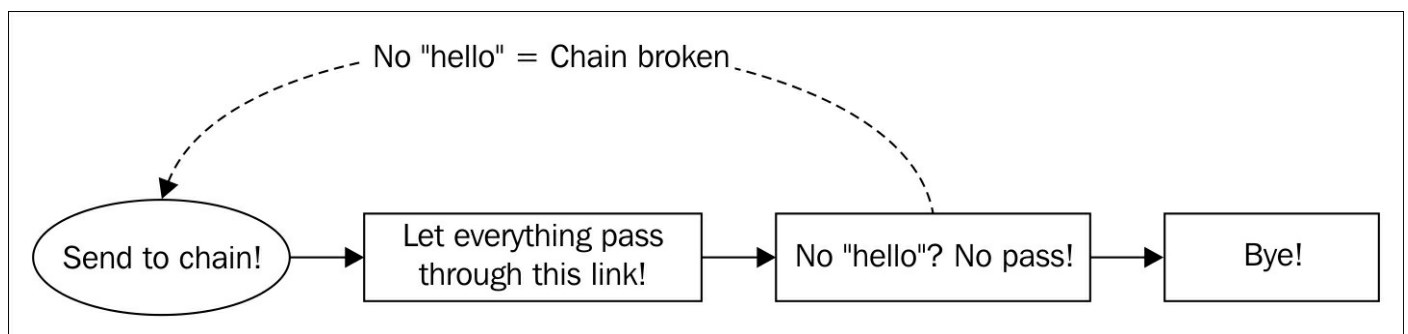 No "hello" = Chain broken
Send to chain!
Let everything pass
through this link!
No "hello"? No pass!
Bye!